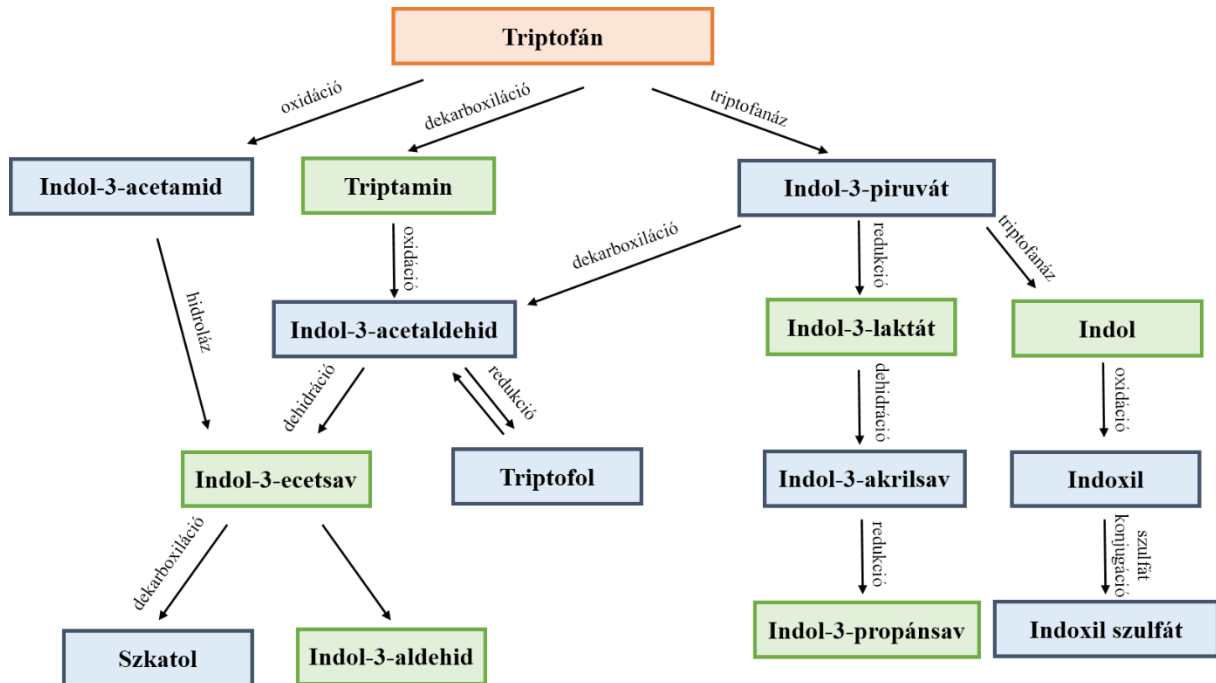 Triptofán
oxidáció
dekarboxiláció
triptofanáz
Indol-3-acetamid
Triptamin
Indol-3-piruvát
hidroláz
oxidáció
dekarboxiláció
redukció
triptofanáz
Indol-3-acetaldehid
Indol-3-laktát
Indol
dehidráció
redukció
dehidráció
oxidáció
Indol-3-ecetsav
Triptofol
Indol-3-akrilsav
Indoxil
dekarboxiláció
redukció
szulfát
konjugáció
Szkatol
Indol-3-aldehid
Indol-3-propánsav
Indoxil szulfát